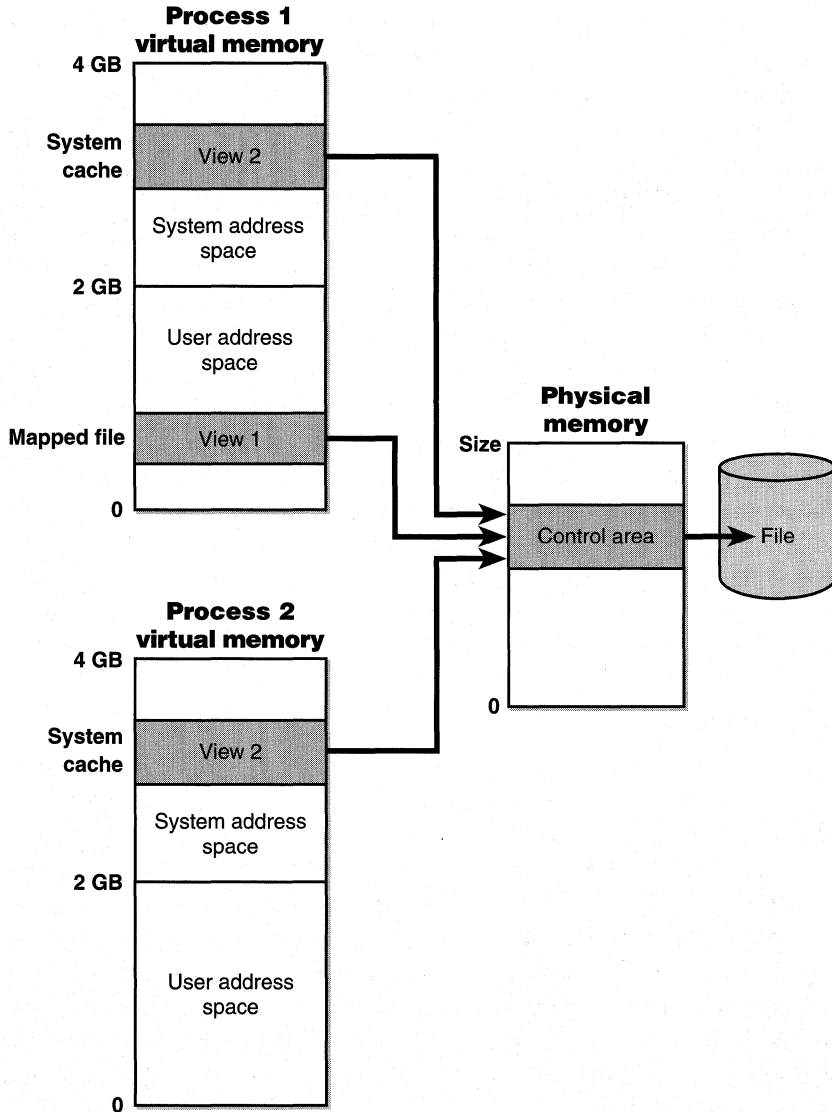 Process 1
virtual memory
4 GB
System
cache
View 2
System address
space
2 GB
User address
space
Mapped file
View 1
0
Physical
memory
Size
Control area
File
0
Process 2
virtual memory
4 GB
System
cache
View 2
System address
space
2 GB
User address
space
0